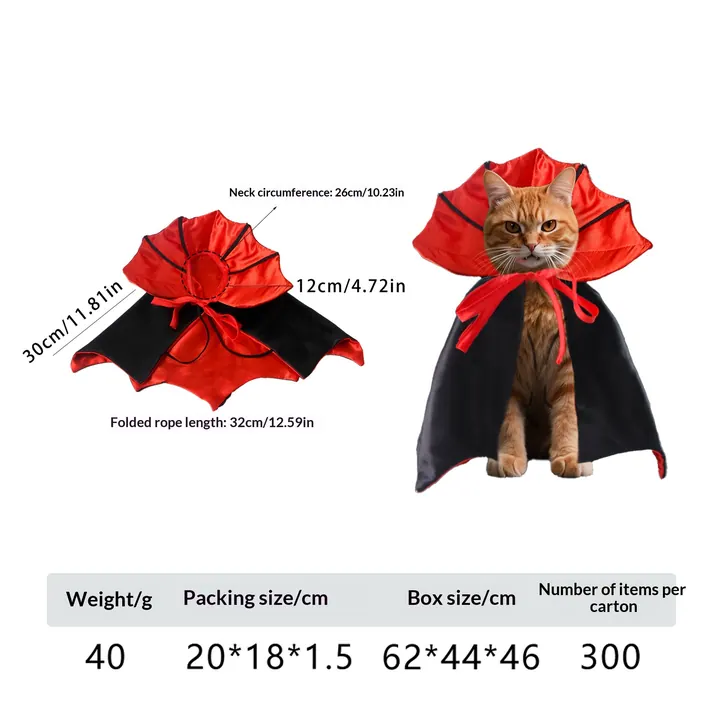 Neck circumference: 26cm/10.23in
12cm/4.72in
30cm/11.81in
Folded rope length: 32cm/12.59in
Weight/g
Packing size/cm
Box size/cm
Number of items per
carton
40
20*18*1.5
62*44*46
300